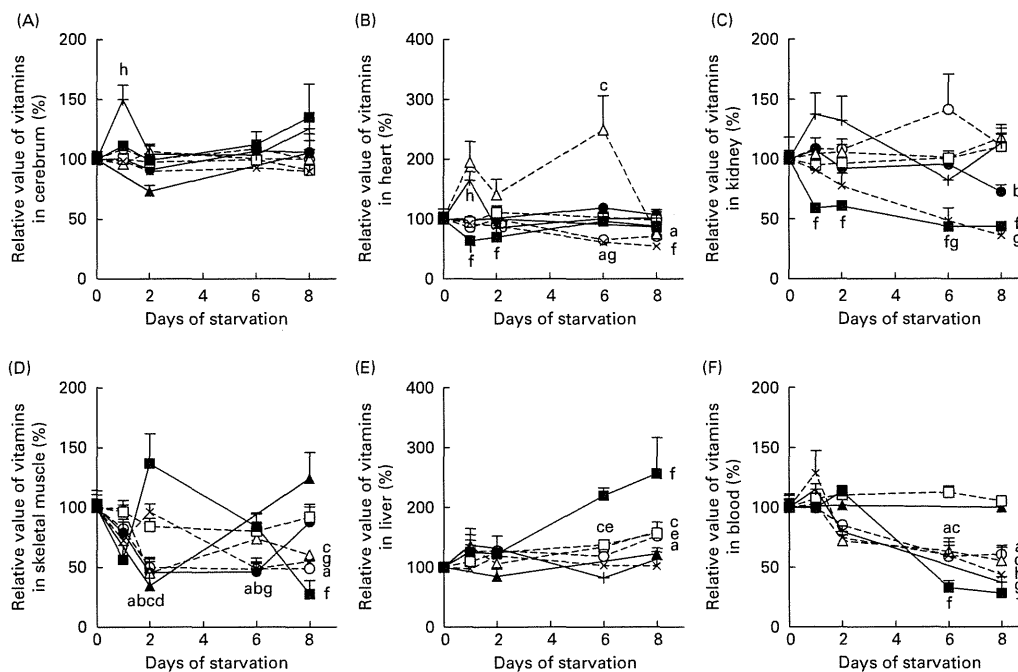 (A)
200
150
100
50
0
Relative value of vitamins
in cerebrum (%)
h
0 2 4 6 8
Days of starvation
(B)
400
300
200
100
0
Relative value of vitamins
in heart (%)
h
c
f f
ag
a
f
0 2 4 6 8
Days of starvation
(C)
200
150
100
50
0
Relative value of vitamins
in kidney (%)
f f
fg
b
f
g
0 2 4 6 8
Days of starvation
(D)
200
150
100
50
0
Relative value of vitamins
in skeletal muscle (%)
abcd
abg
c
g
a
f
0 2 4 6 8
Days of starvation
(E)
400
300
200
100
0
Relative value of vitamins
in liver (%)
f
ce
c
e
a
0 2 4 6 8
Days of starvation
(F)
200
150
100
50
0
Relative value of vitamins
in blood (%)
ac
f
0 2 4 6 8
Days of starvation